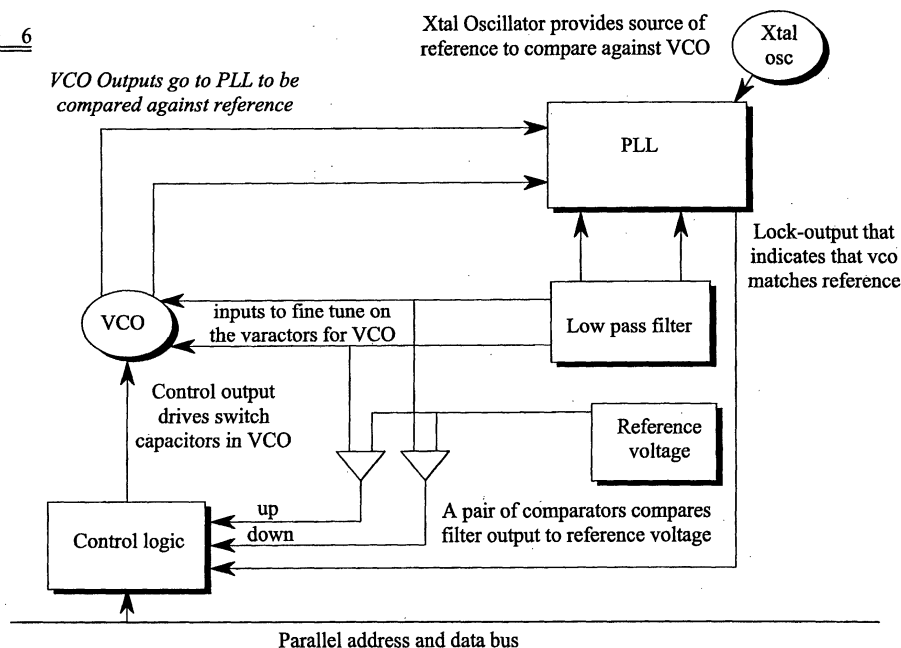 6
Xtal Oscillator provides source of
reference to compare against VCO
Xtal
osc
VCO Outputs go to PLL to be
compared against reference
PLL
Lock-output that
indicates that vco
matches reference
VCO
inputs to fine tune on
the varactors for VCO
Low pass filter
Control output
drives switch
capacitors in VCO
Reference
voltage
up
down
A pair of comparators compares
filter output to reference voltage
Control logic
Parallel address and data bus